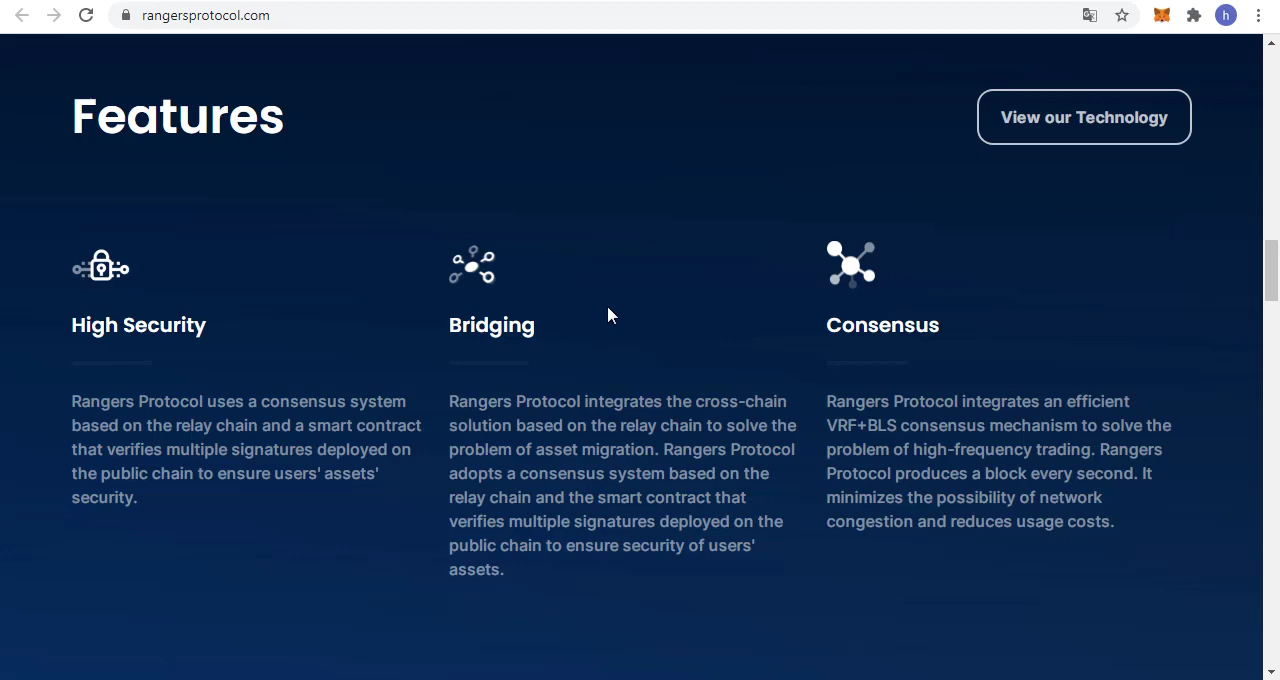 rangersprotocol.com
h
Features
View our Technology
High Security
Rangers Protocol uses a consensus system
based on the relay chain and a smart contract
that verifies multiple signatures deployed on
the public chain to ensure users' assets'
security.
Bridging
Rangers Protocol integrates the cross-chain
solution based on the relay chain to solve the
problem of asset migration. Rangers Protocol
adopts a consensus system based on the
relay chain and the smart contract that
verifies multiple signatures deployed on the
public chain to ensure security of users'
assets.
Consensus
Rangers Protocol integrates an efficient
VRF+BLS consensus mechanism to solve the
problem of high-frequency trading. Rangers
Protocol produces a block every second. It
minimizes the possibility of network
congestion and reduces usage costs.